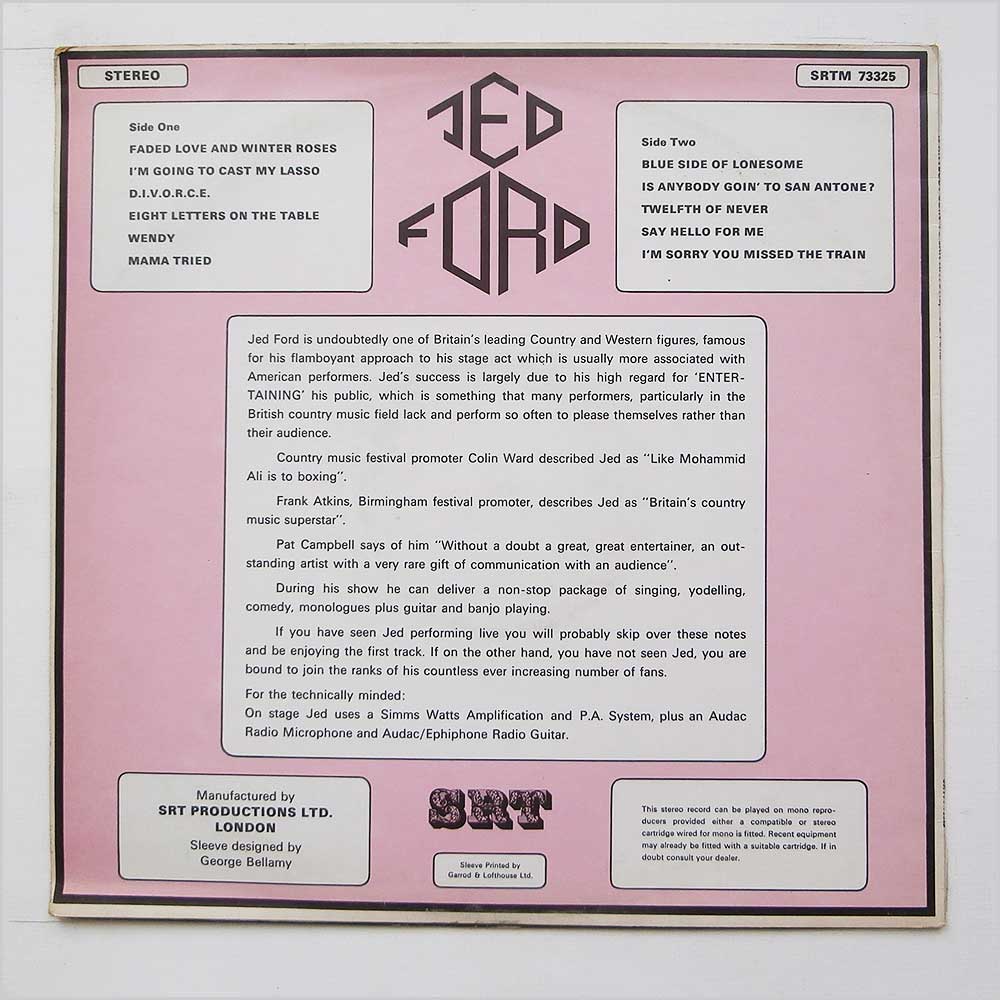 STEREO
SRTM 73325
JED
FORD
Side One
FADED LOVE AND WINTER ROSES
I'M GOING TO CAST MY LASSO
D.I.V.O.R.C.E.
EIGHT LETTERS ON THE TABLE
WENDY
MAMA TRIED
Side Two
BLUE SIDE OF LONESOME
IS ANYBODY GOIN' TO SAN ANTONE?
TWELFTH OF NEVER
SAY HELLO FOR ME
I'M SORRY YOU MISSED THE TRAIN
Jed Ford is undoubtedly one of Britain's leading Country and Western figures, famous
for his flamboyant approach to his stage act which is usually more associated with
American performers. Jed's success is largely due to his high regard for 'ENTER-
TAINING' his public, which is something that many performers, particularly in the
British country music field lack and perform so often to please themselves rather than
their audience.
Country music festival promoter Colin Ward described Jed as "Like Mohammid
Ali is to boxing".
Frank Atkins, Birmingham festival promoter, describes Jed as "Britain's country
music superstar".
Pat Campbell says of him "Without a doubt a great, great entertainer, an out-
standing artist with a very rare gift of communication with an audience".
During his show he can deliver a non-stop package of singing, yodelling,
comedy, monologues plus guitar and banjo playing.
If you have seen Jed performing live you will probably skip over these notes
and be enjoying the first track. If on the other hand, you have not seen Jed, you are
bound to join the ranks of his countless ever increasing number of fans.
For the technically minded:
On stage Jed uses a Simms Watts Amplification and P.A. System, plus an Audac
Radio Microphone and Audac/Ephiphone Radio Guitar.
Manufactured by
SRT PRODUCTIONS LTD.
LONDON
Sleeve designed by
George Bellamy
SRT
Sleeve Printed by
Garrod & Lofthouse Ltd.
This stereo record can be played on mono repro-
ducers provided either a compatible or stereo
cartridge wired for mono is fitted. Recent equipment
may already be fitted with a suitable cartridge. If in
doubt consult your dealer.